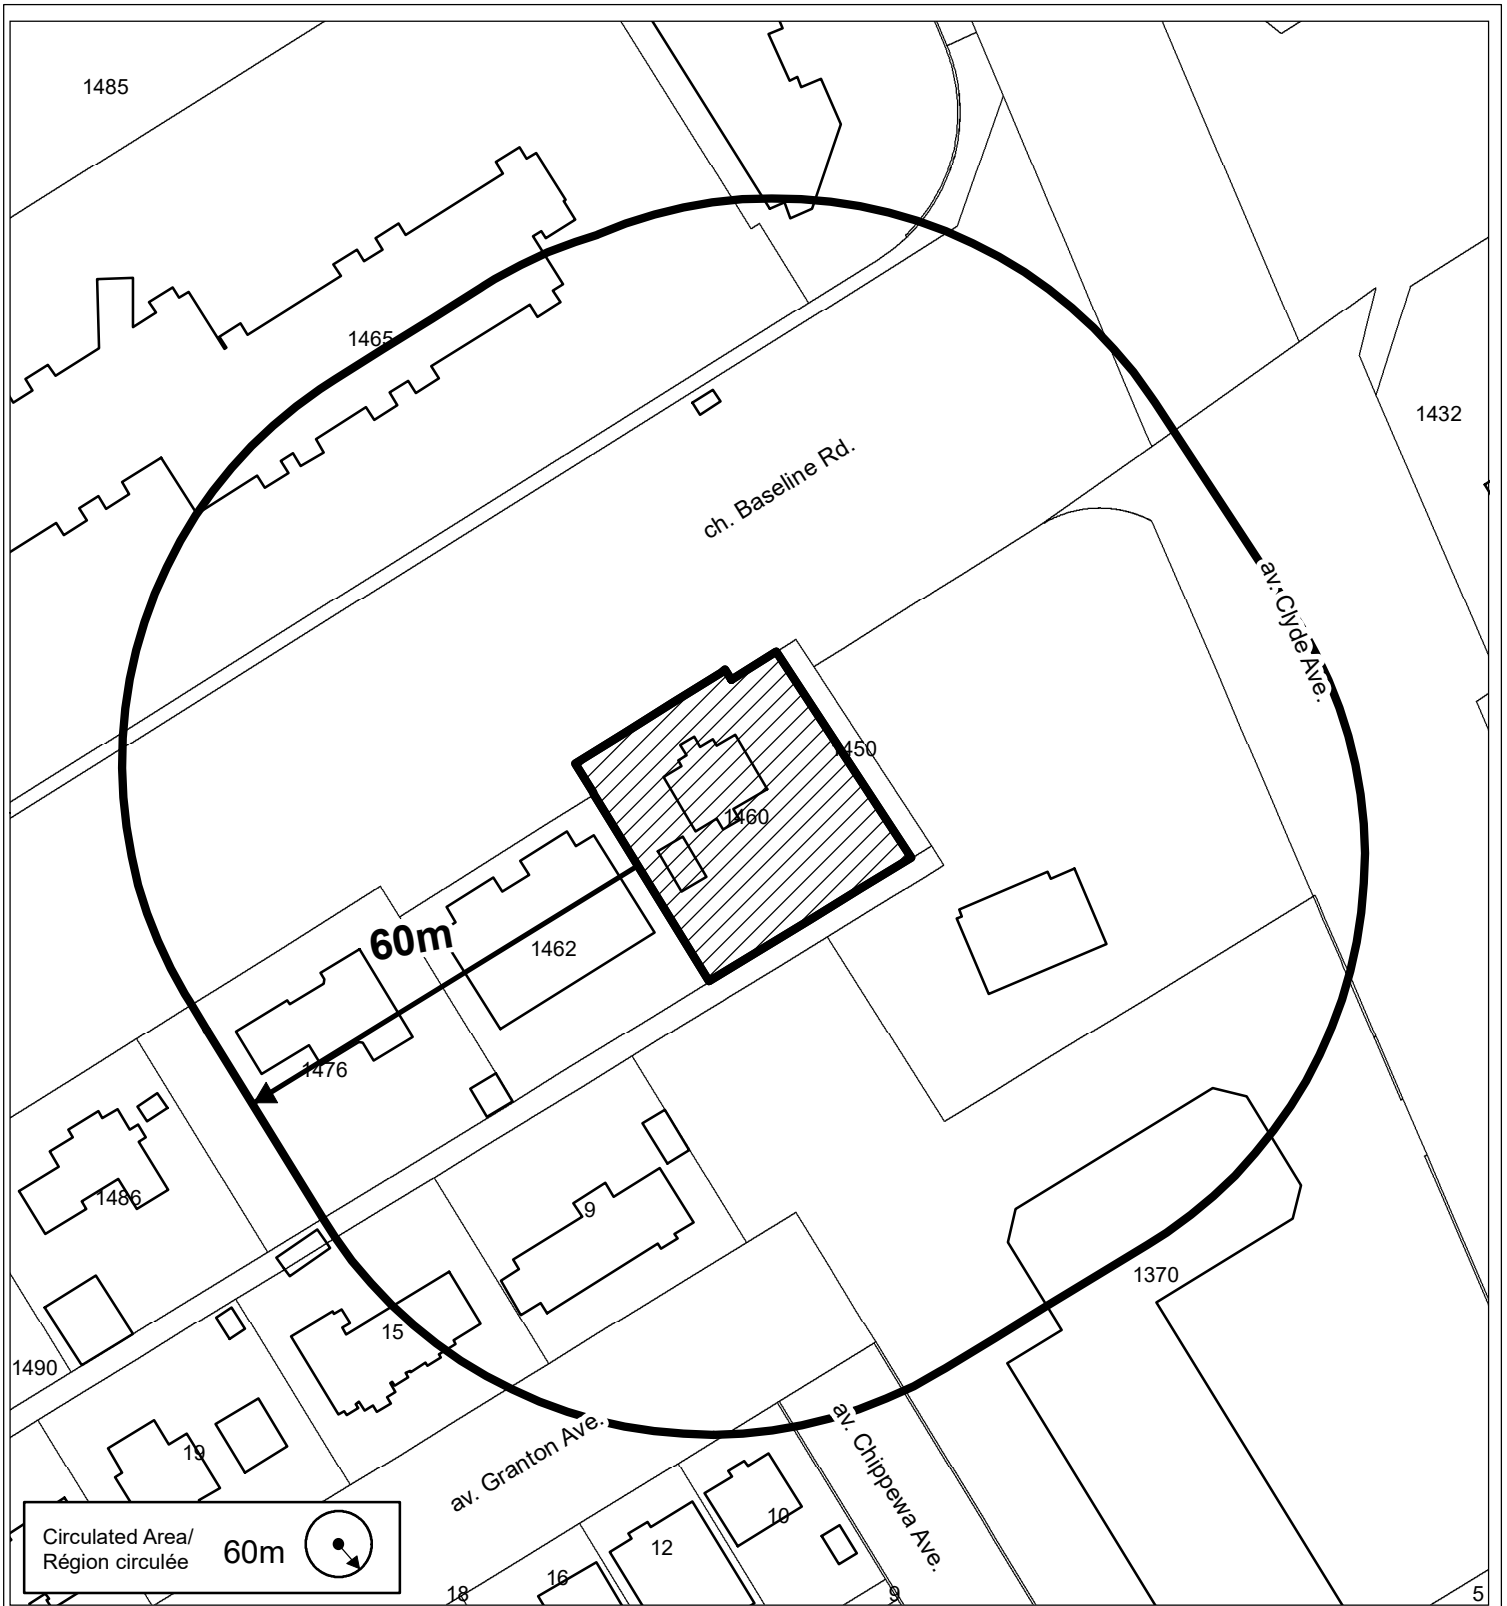 1485
1465
1432
ch. Baseline Rd.
av. Clyde Ave.
1450
1460
60m
1462
1476
1486
9
1370
15
1490
19
av. Granton Ave.
av. Chippewa Ave.
10
12
16
18
9
5
Circulated Area/
Région circulée
60m